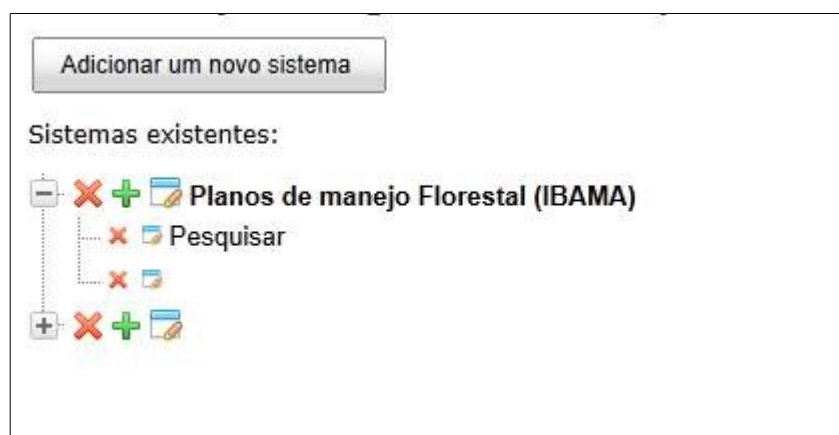 Adicionar um novo sistema
Sistemas existentes:
Planos de manejo Florestal (IBAMA)
Pesquisar